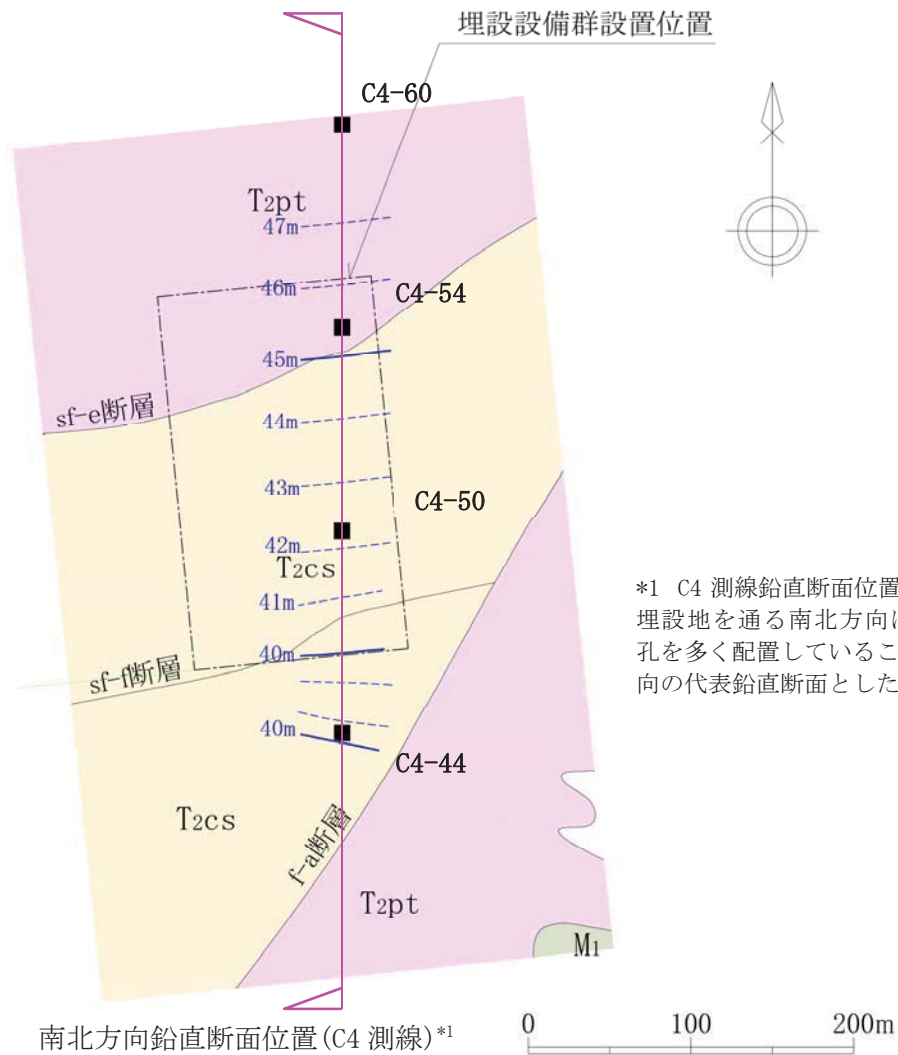 埋設設備群設置位置
C4-60
T2pt
47m
46m
C4-54
45m
sf-e断層
44m
43m
C4-50
42m
T2cs
41m
*1 C4 測線鉛直断面位置
埋設地を通る南北方向に
孔を多く配置しているこ
向の代表鉛直断面とした
40m
sf-f断層
40m
C4-44
T2cs
f-a断層
T2pt
M1
南北方向鉛直断面位置(C4 測線)*1
0 100 200m